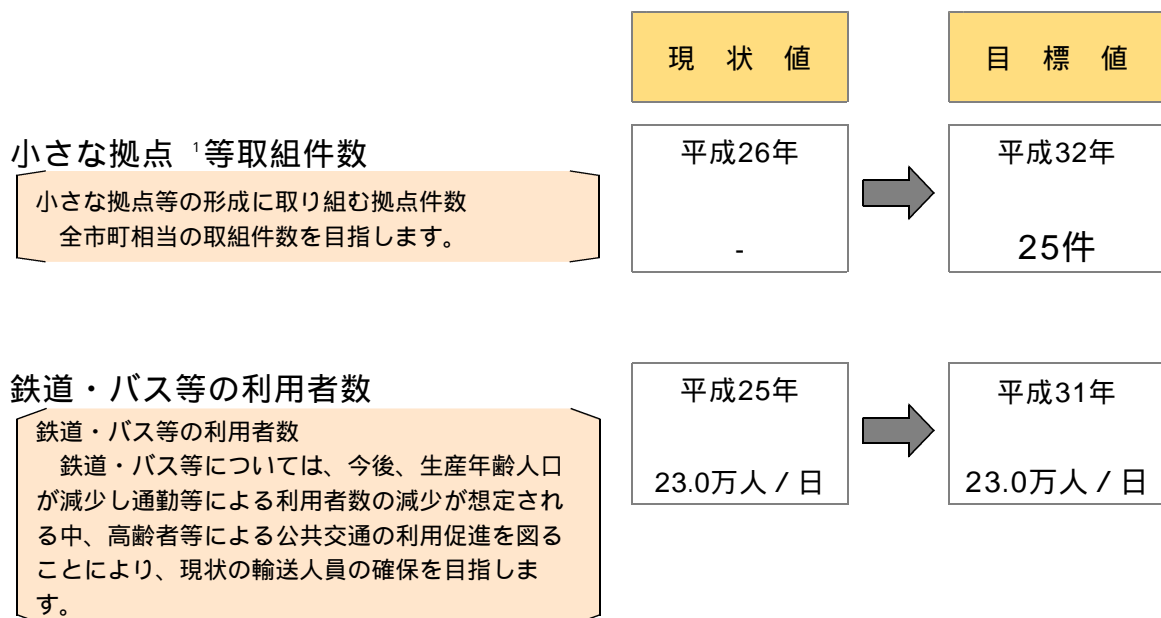 現 状 値
目 標 値
小さな拠点 ¹等取組件数
小さな拠点等の形成に取り組む拠点件数
全市町相当の取組件数を目指します。
平成26年
-
平成32年
25件
鉄道・バス等の利用者数
鉄道・バス等の利用者数
鉄道・バス等については、今後、生産年齢人口
が減少し通勤等による利用者数の減少が想定され
る中、高齢者等による公共交通の利用促進を図る
ことにより、現状の輸送人員の確保を目指しま
す。
平成25年
23.0万人 / 日
平成31年
23.0万人 / 日